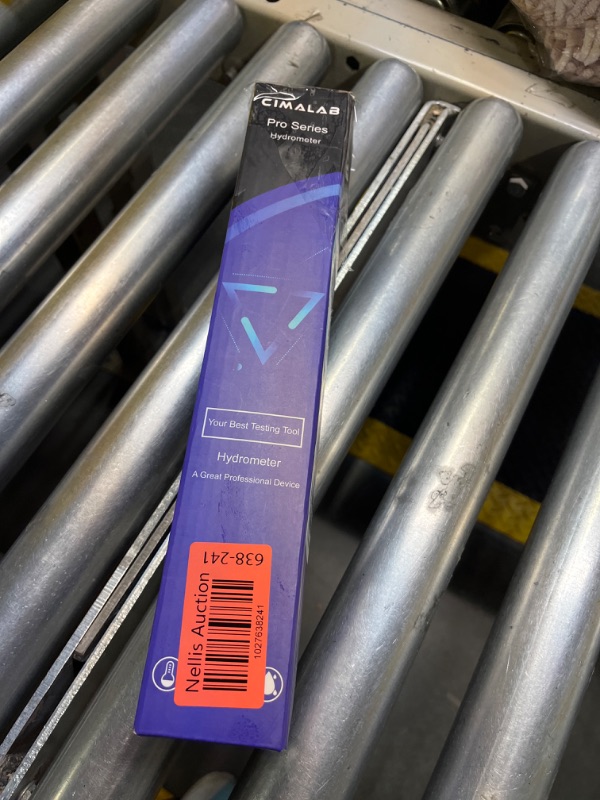 CIMALAB
Pro Series
Hydrometer
Your Best Testing Tool
Hydrometer
A Great Professional Device
638-241
Nellis Auction
1027638241